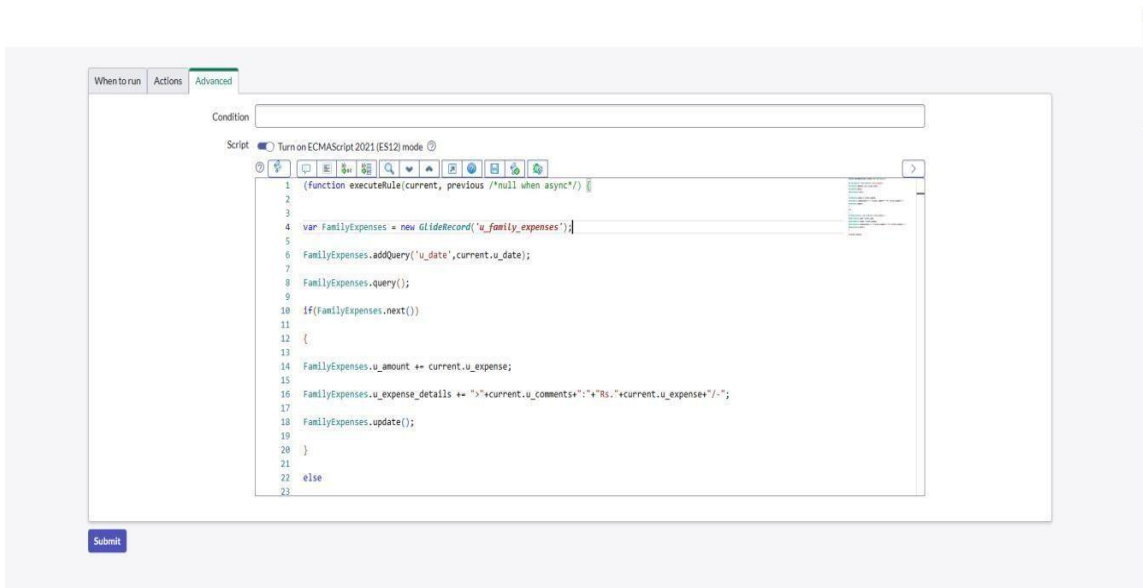 When to run Actions Advanced
Condition
Script Turn on ECMAScript 2021 (ES12) mode
1 (function executeRule(current, previous /*null when async*/) {
2
3
4 var FamilyExpenses = new GlideRecord('u_family_expenses');
5
6 FamilyExpenses.addQuery('u_date',current.u_date);
7
8 FamilyExpenses.query();
9
10 if(FamilyExpenses.next())
11
12 {
13
14 FamilyExpenses.u_amount += current.u_expense;
15
16 FamilyExpenses.u_expense_details += ">"+current.u_comments+":"+"Rs."+current.u_expense+"/-";
17
18 FamilyExpenses.update();
19
20 }
21
22 else
23
Submit